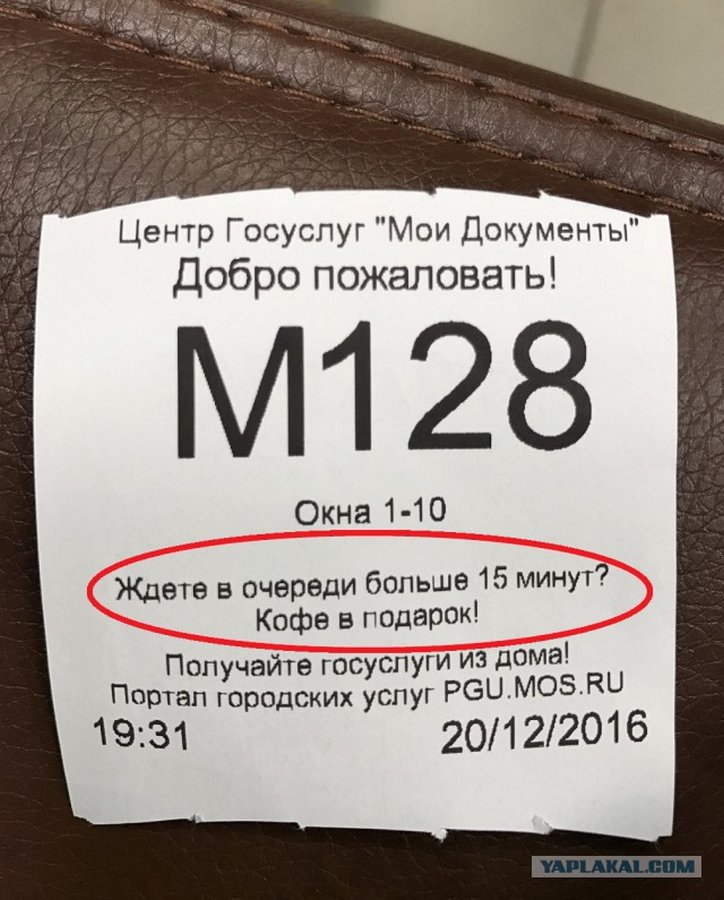 Центр Госуслуг "Мои Документы"
Добро пожаловать!
М128
Окна 1-10
Ждете в очереди больше 15 минут?
Кофе в подарок!
Получайте госуслуги из дома!
Портал городских услуг PGU.MOS.RU
19:31 20/12/2016
YAPLAKAL.COM